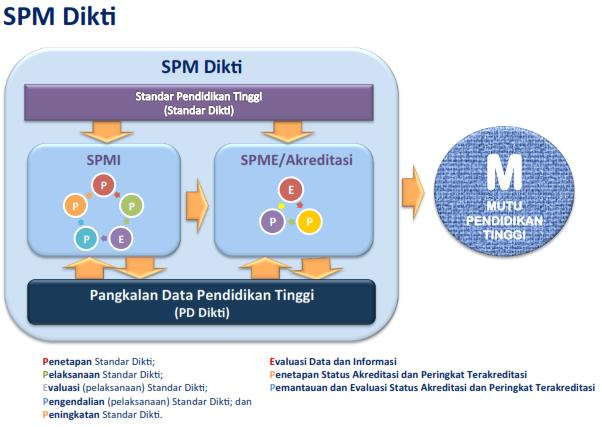 SPM Dikti
SPM Dikti
Standar Pendidikan Tinggi
(Standar Dikti)
SPMI
P
P
P
P
E
SPME/Akreditasi
E
P
P
M
MUTU
PENDIDIKAN
TINGGI
Pangkalan Data Pendidikan Tinggi
(PD Dikti)
Penetapan Standar Dikti;
Pelaksanaan Standar Dikti;
Evaluasi (pelaksanaan) Standar Dikti;
Pengendalian (pelaksanaan) Standar Dikti; dan
Peningkatan Standar Dikti.
Evaluasi Data dan Informasi
Penetapan Status Akreditasi dan Peringkat Terakreditasi
Pemantauan dan Evaluasi Status Akreditasi dan Peringkat Terakreditasi